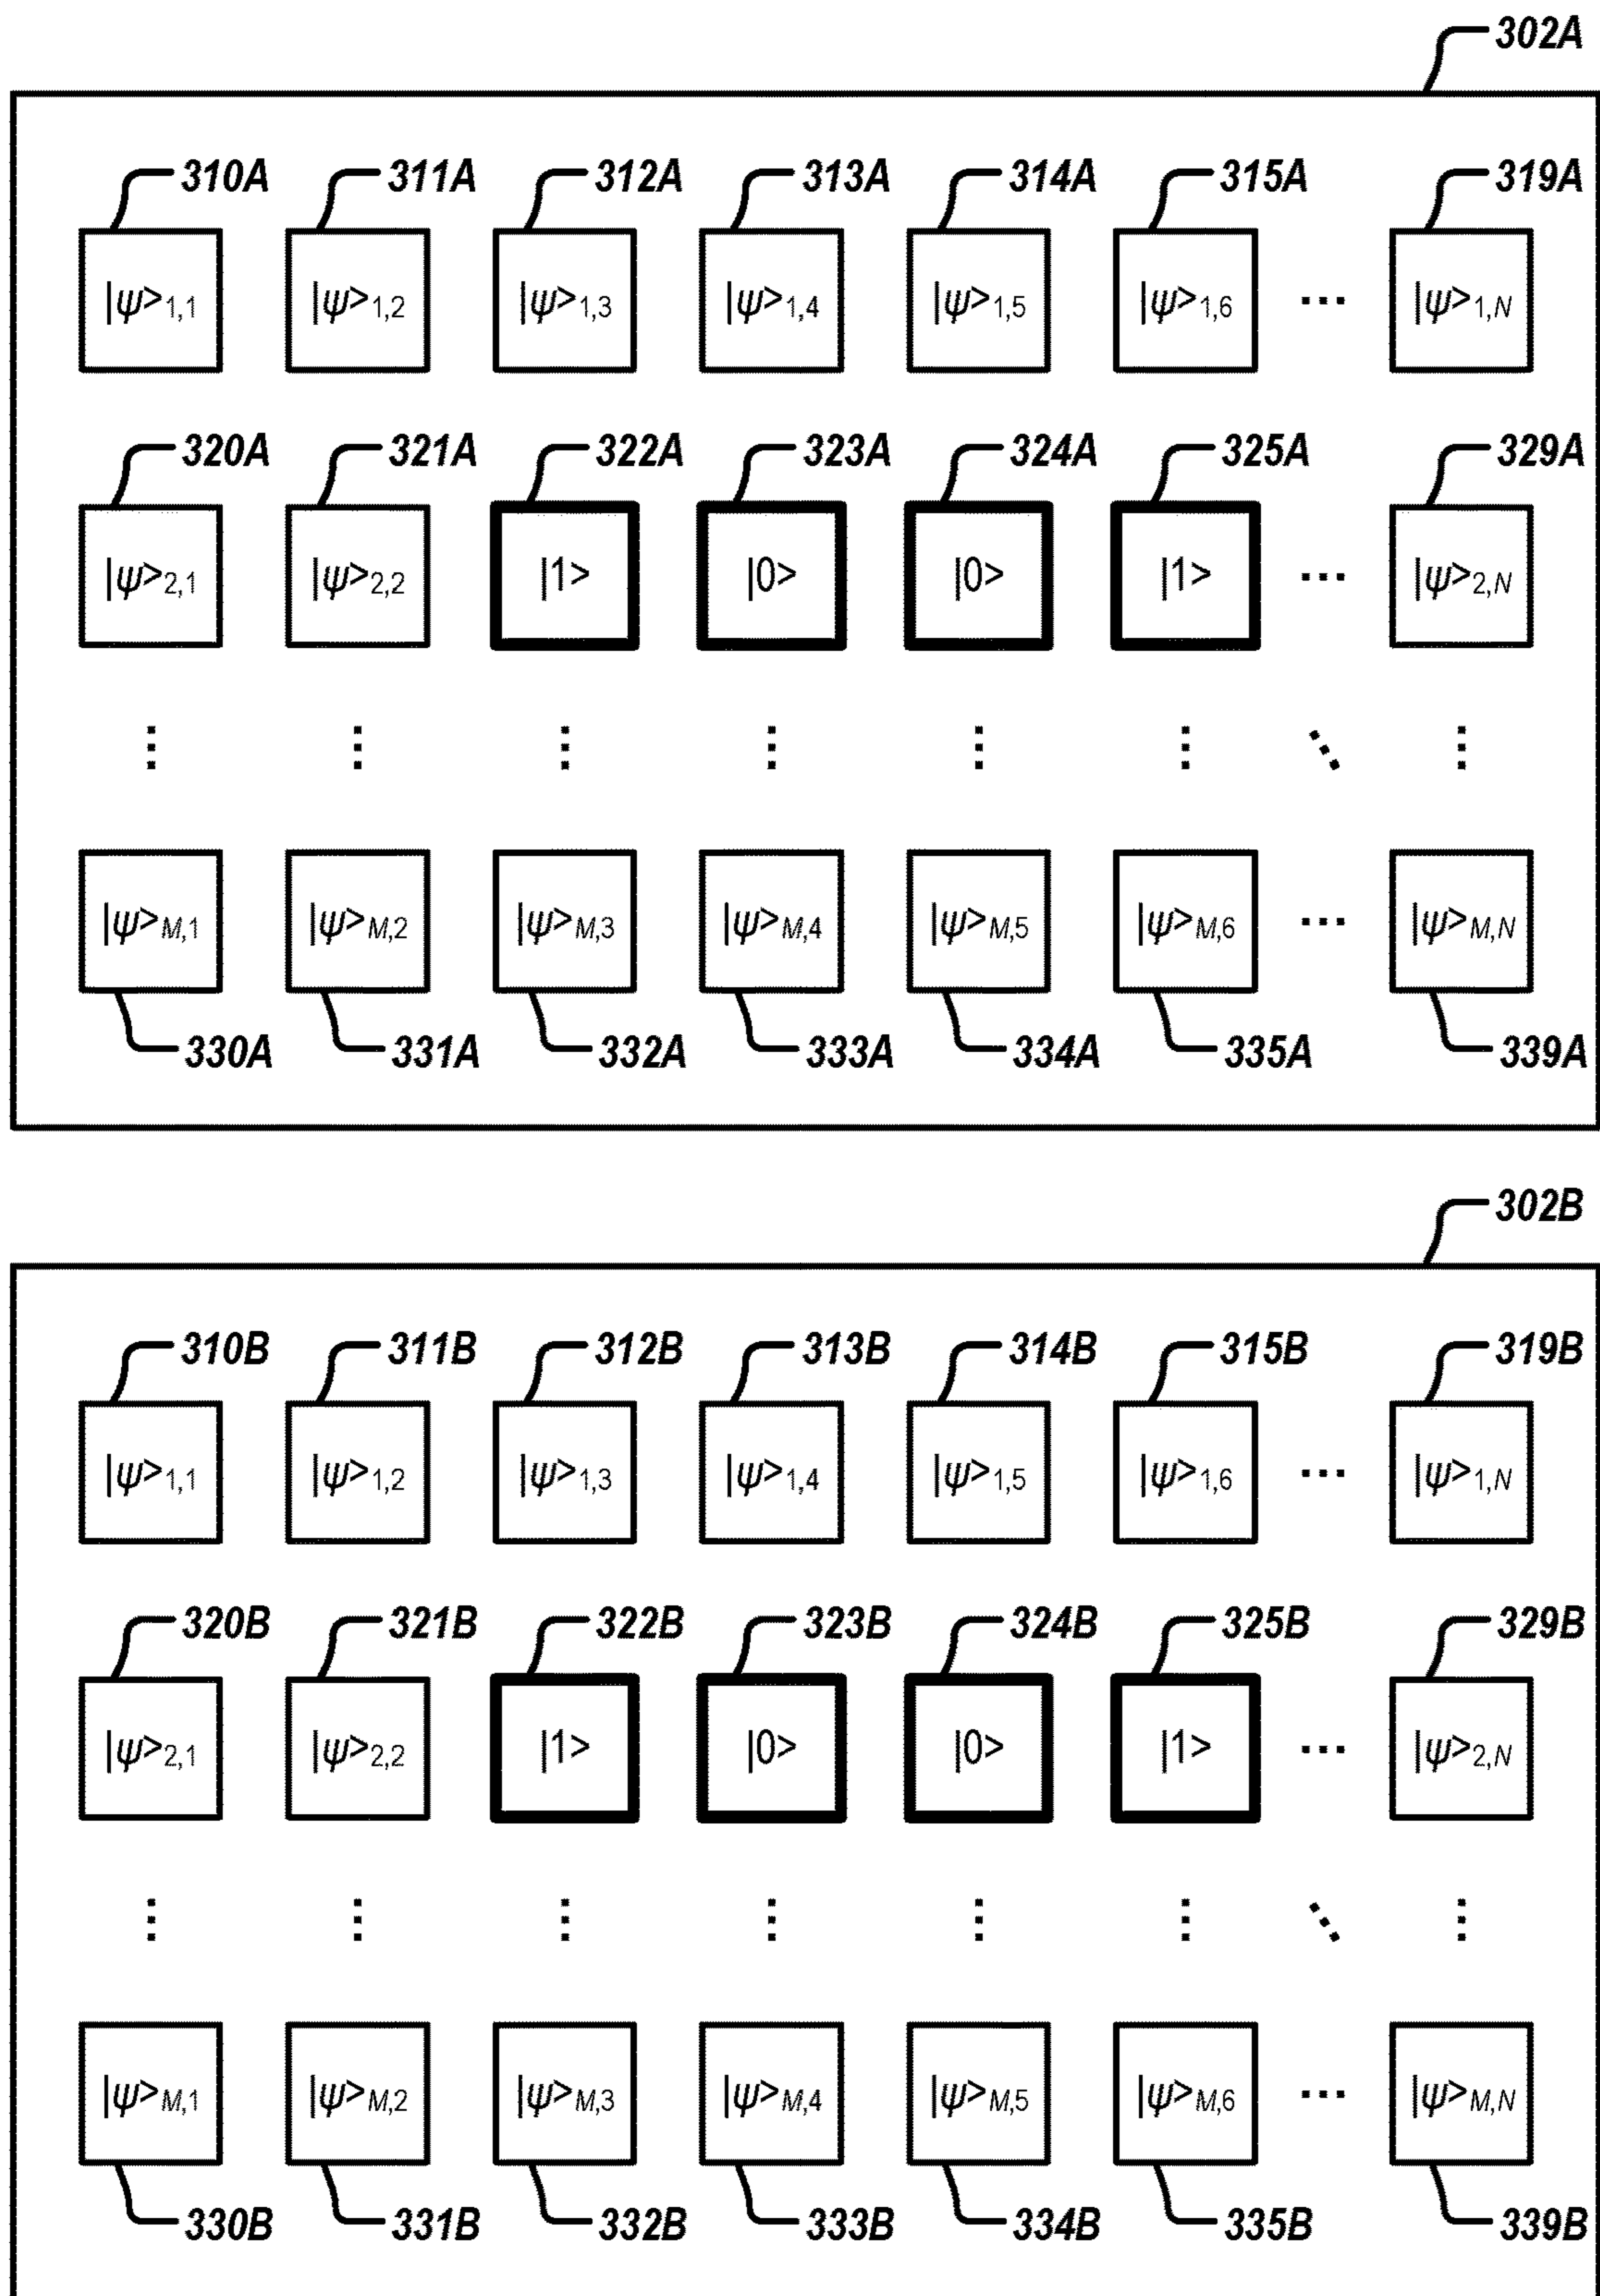 302A
310A 311A 312A 313A 314A 315A 319A
|ψ>1,1 |ψ>1,2 |ψ>1,3 |ψ>1,4 |ψ>1,5 |ψ>1,6 ... |ψ>1,N
320A 321A 322A 323A 324A 325A 329A
|ψ>2,1 |ψ>2,2 |1> |0> |0> |1> ... |ψ>2,N
|ψ>M,1 |ψ>M,2 |ψ>M,3 |ψ>M,4 |ψ>M,5 |ψ>M,6 ... |ψ>M,N
330A 331A 332A 333A 334A 335A 339A
302B
310B 311B 312B 313B 314B 315B 319B
|ψ>1,1 |ψ>1,2 |ψ>1,3 |ψ>1,4 |ψ>1,5 |ψ>1,6 ... |ψ>1,N
320B 321B 322B 323B 324B 325B 329B
|ψ>2,1 |ψ>2,2 |1> |0> |0> |1> ... |ψ>2,N
|ψ>M,1 |ψ>M,2 |ψ>M,3 |ψ>M,4 |ψ>M,5 |ψ>M,6 ... |ψ>M,N
330B 331B 332B 333B 334B 335B 339B